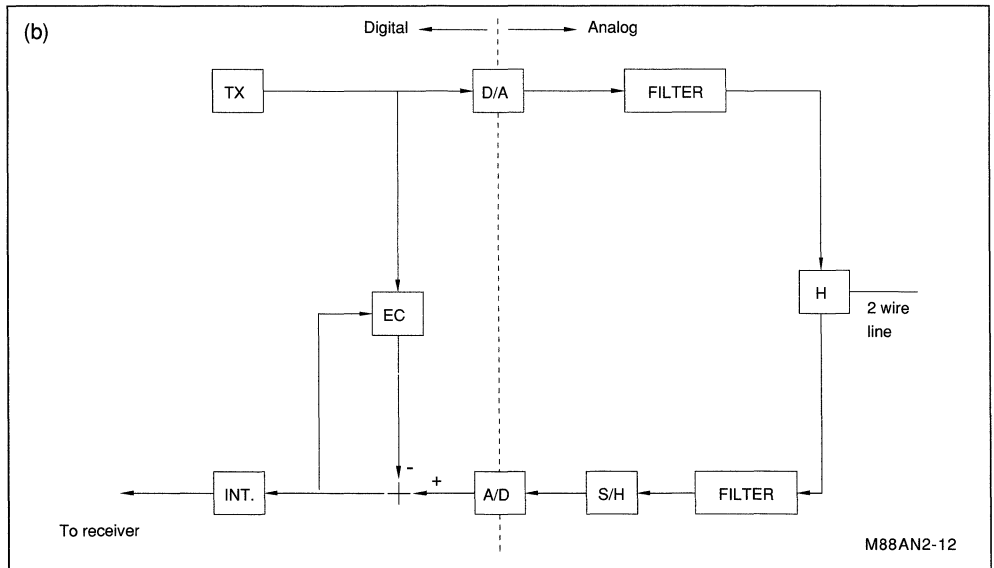 (b)
Digital
Analog
TX
D/A
FILTER
H
2 wire
line
EC
-
+
INT.
A/D
S/H
FILTER
To receiver
M88AN2-12